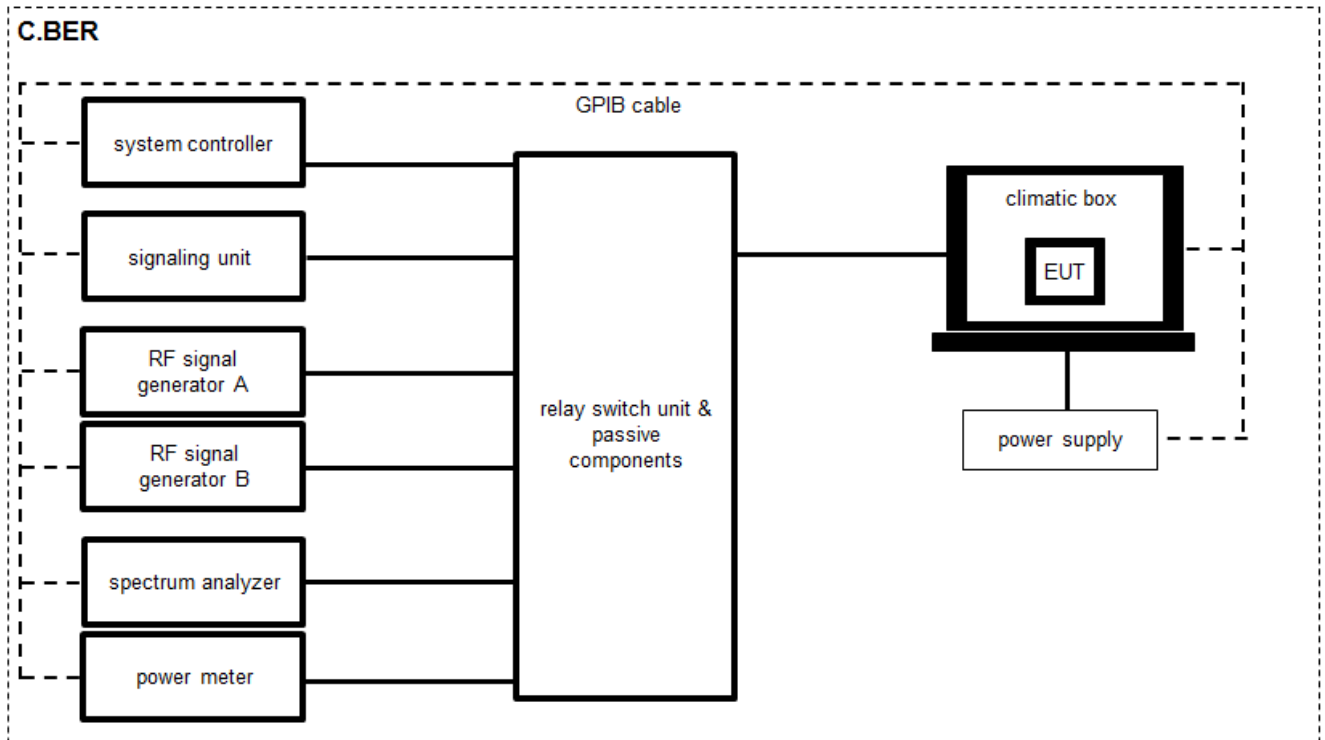 C.BER
GPIB cable
system controller
signaling unit
RF signal
generator A
RF signal
generator B
spectrum analyzer
power meter
relay switch unit &
passive
components
climatic box
EUT
power supply